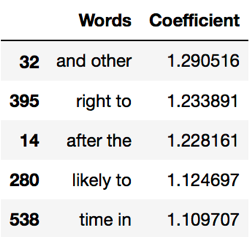 Words Coefficient
32 and other 1.290516
395 right to 1.233891
14 after the 1.228161
280 likely to 1.124697
538 time in 1.109707